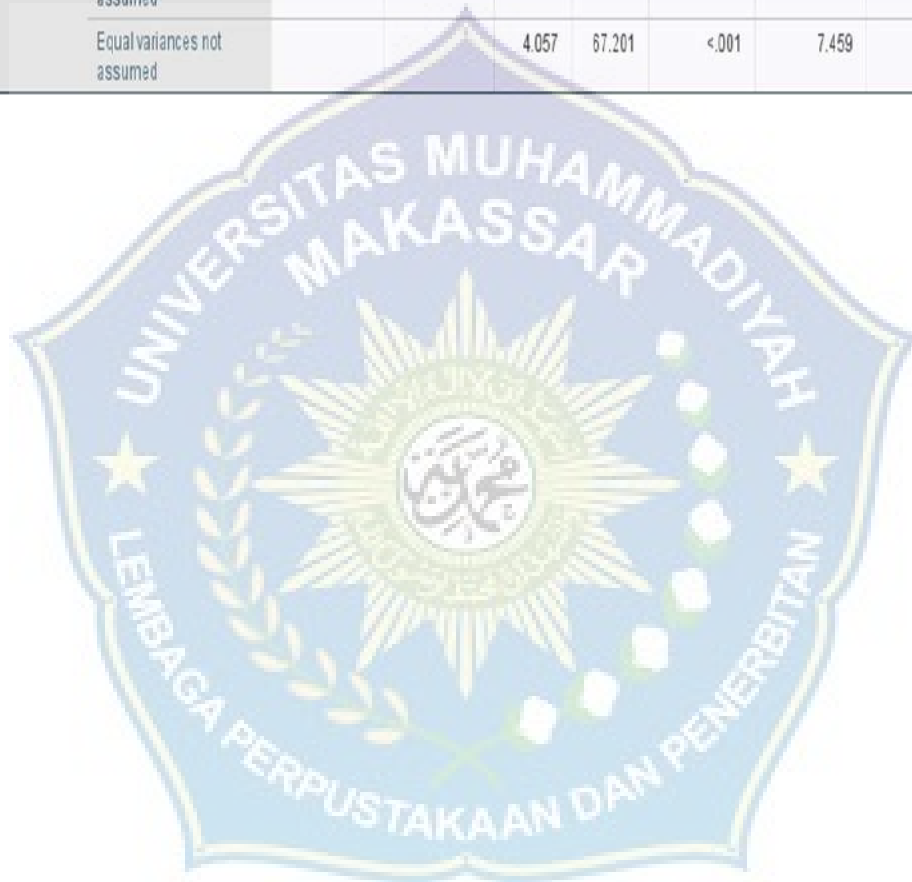 assumed
Equal variances not 4.057 67.201 <.001 7.459
assumed
UNIVERSITAS MUHAMMADIYAH
MAKASSAR
محمدية
LEMBAGA PERPUSTAKAAN DAN PENERBITAN